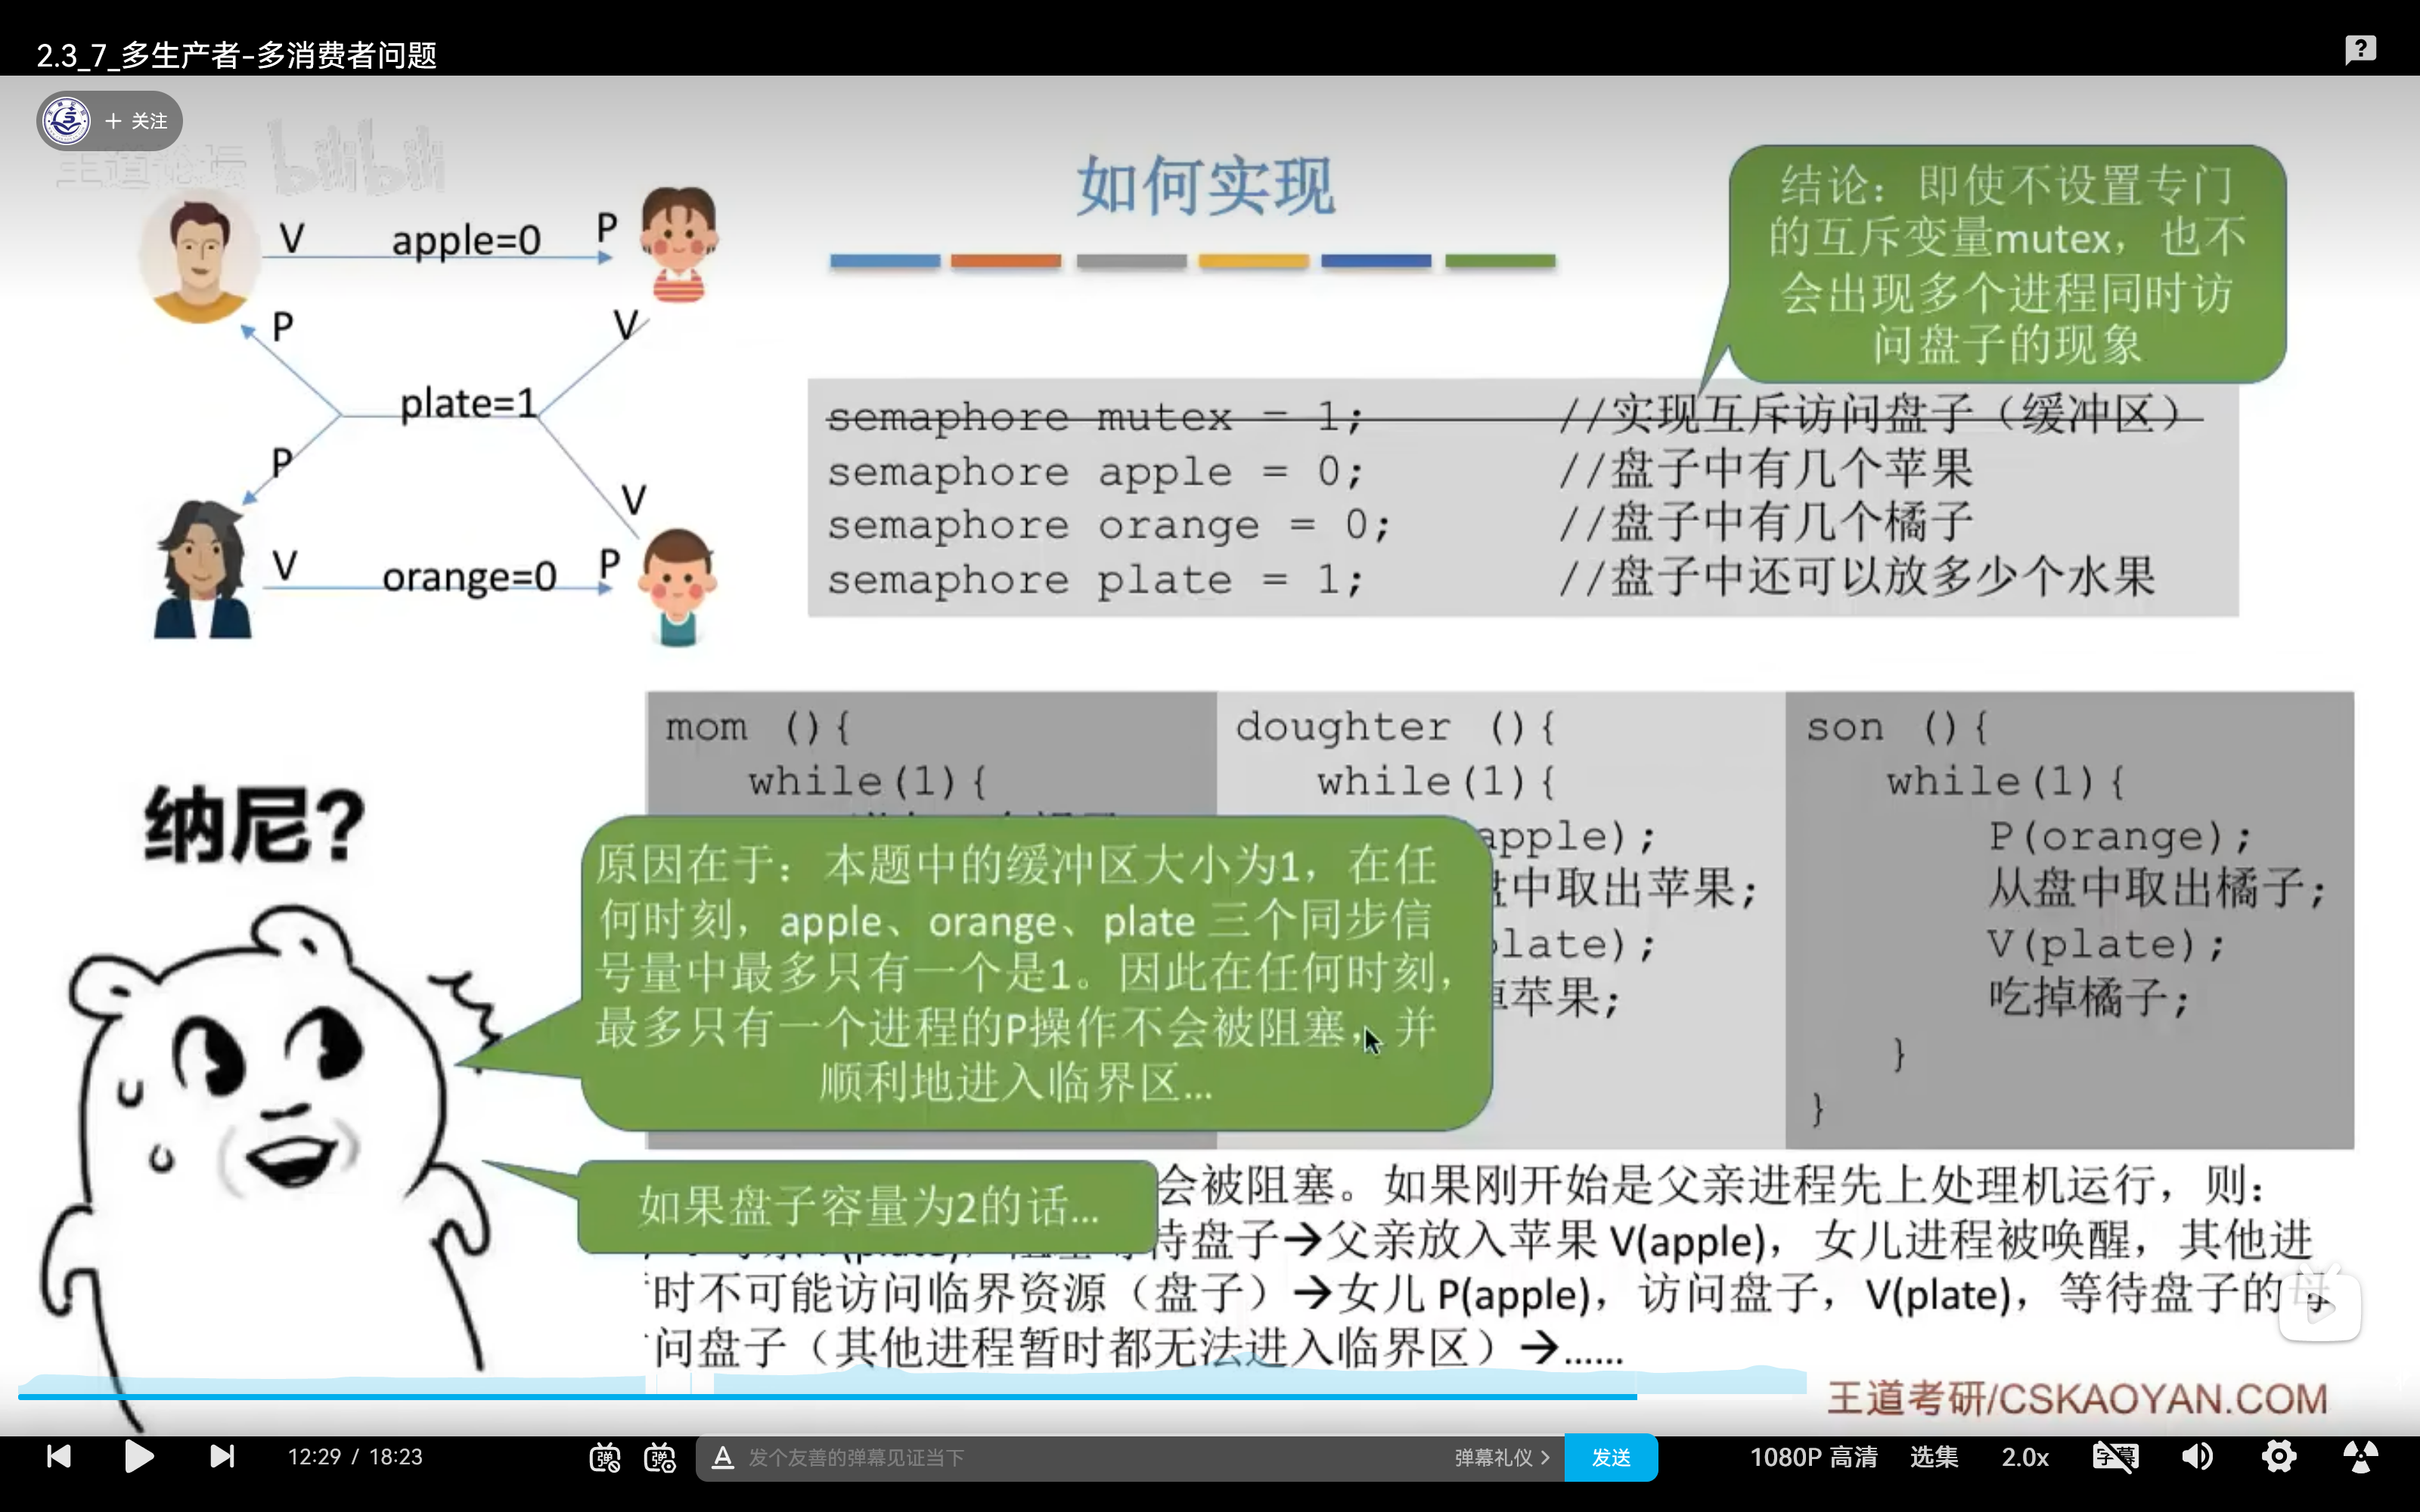 2.3_7_多生产者-多消费者问题
+ 关注
王道论坛 bilibili
如何实现
结论：即使不设置专门
的互斥变量mutex，也不
会出现多个进程同时访
问盘子的现象
V apple=0 P
P V
plate=1
P V
V orange=0 P
semaphore mutex = 1; //实现互斥访问盘子（缓冲区）
semaphore apple = 0; //盘子中有几个苹果
semaphore orange = 0; //盘子中有几个橘子
semaphore plate = 1; //盘子中还可以放多少个水果
mom (){
while(1){
doughter (){
while(1){
apple);
中取出苹果;
late);
苹果;
son (){
while(1){
P(orange);
从盘中取出橘子;
V(plate);
吃掉橘子;
}
}
纳尼?
原因在于：本题中的缓冲区大小为1，在任
何时刻，apple、orange、plate 三个同步信
号量中最多只有一个是1。因此在任何时刻，
最多只有一个进程的P操作不会被阻塞，并
顺利地进入临界区...
如果盘子容量为2的话...
会被阻塞。如果刚开始是父亲进程先上处理机运行，则：
待盘子→父亲放入苹果 V(apple)，女儿进程被唤醒，其他进
时不可能访问临界资源（盘子）→女儿 P(apple)，访问盘子，V(plate)，等待盘子的
问盘子（其他进程暂时都无法进入临界区）→......
王道考研/CSKAOYAN.COM
12:29 / 18:23
弹 弹
A 发个友善的弹幕见证当下
弹幕礼仪 >
发送
1080P 高清
选集
2.0x
字幕